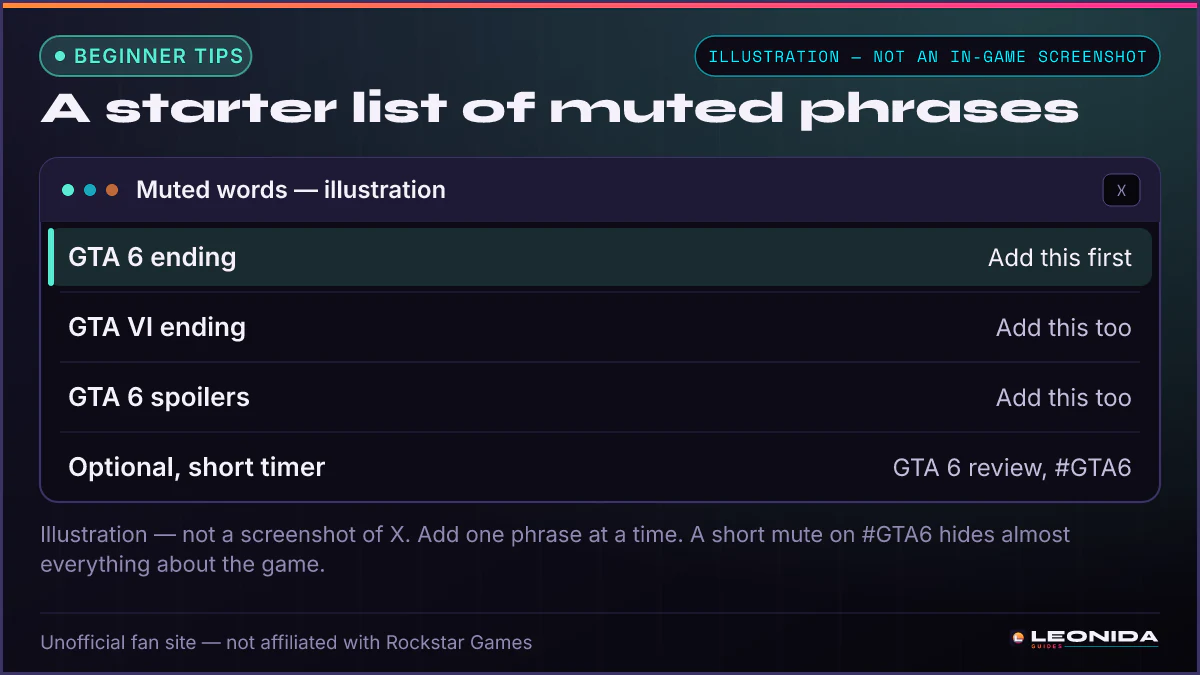 BEGINNER TIPS
ILLUSTRATION — NOT AN IN-GAME SCREENSHOT
A starter list of muted phrases
Muted words — illustration
X
GTA 6 ending
Add this first
GTA VI ending
Add this too
GTA 6 spoilers
Add this too
Optional, short timer
GTA 6 review, #GTA6
Illustration — not a screenshot of X. Add one phrase at a time. A short mute on #GTA6 hides almost
everything about the game.
Unofficial fan site — not affiliated with Rockstar Games
LEONIDA
GUIDES